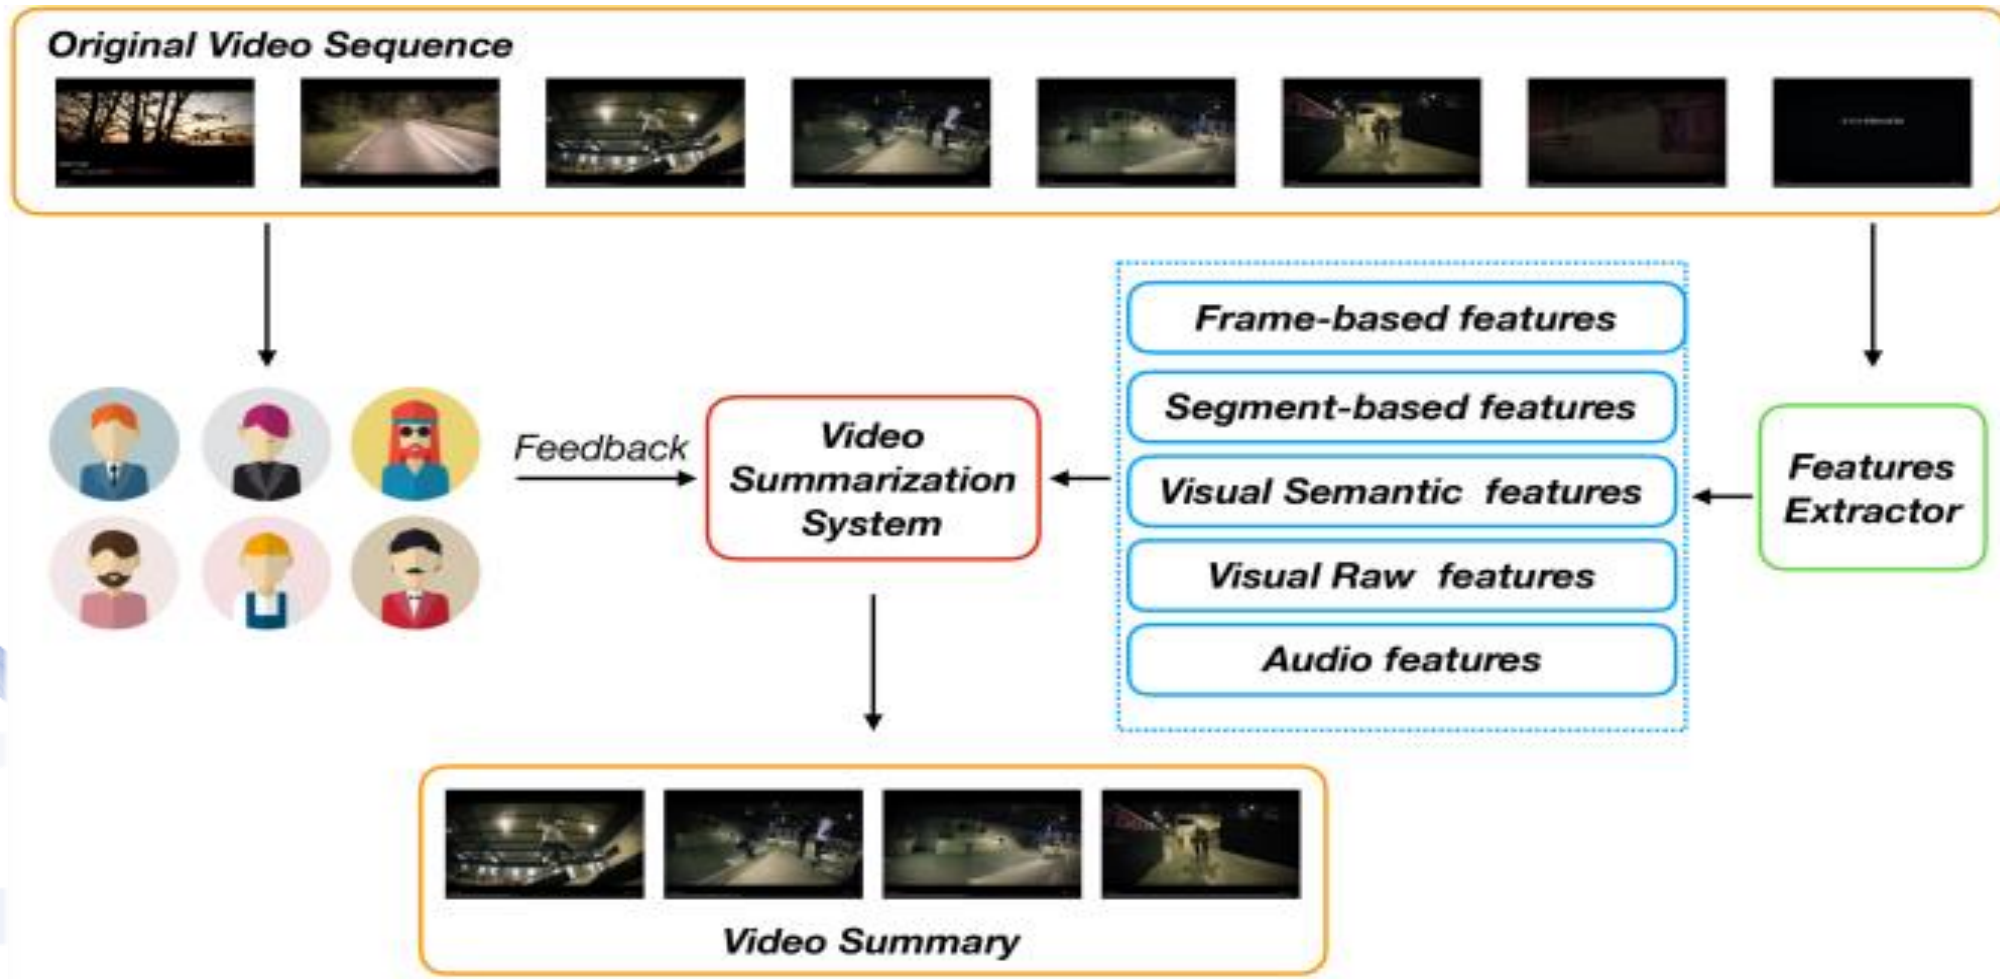 Original Video Sequence
Frame-based features
Segment-based features
Visual Semantic features
Visual Raw features
Audio features
Features
Extractor
Feedback
Video
Summarization
System
Video Summary